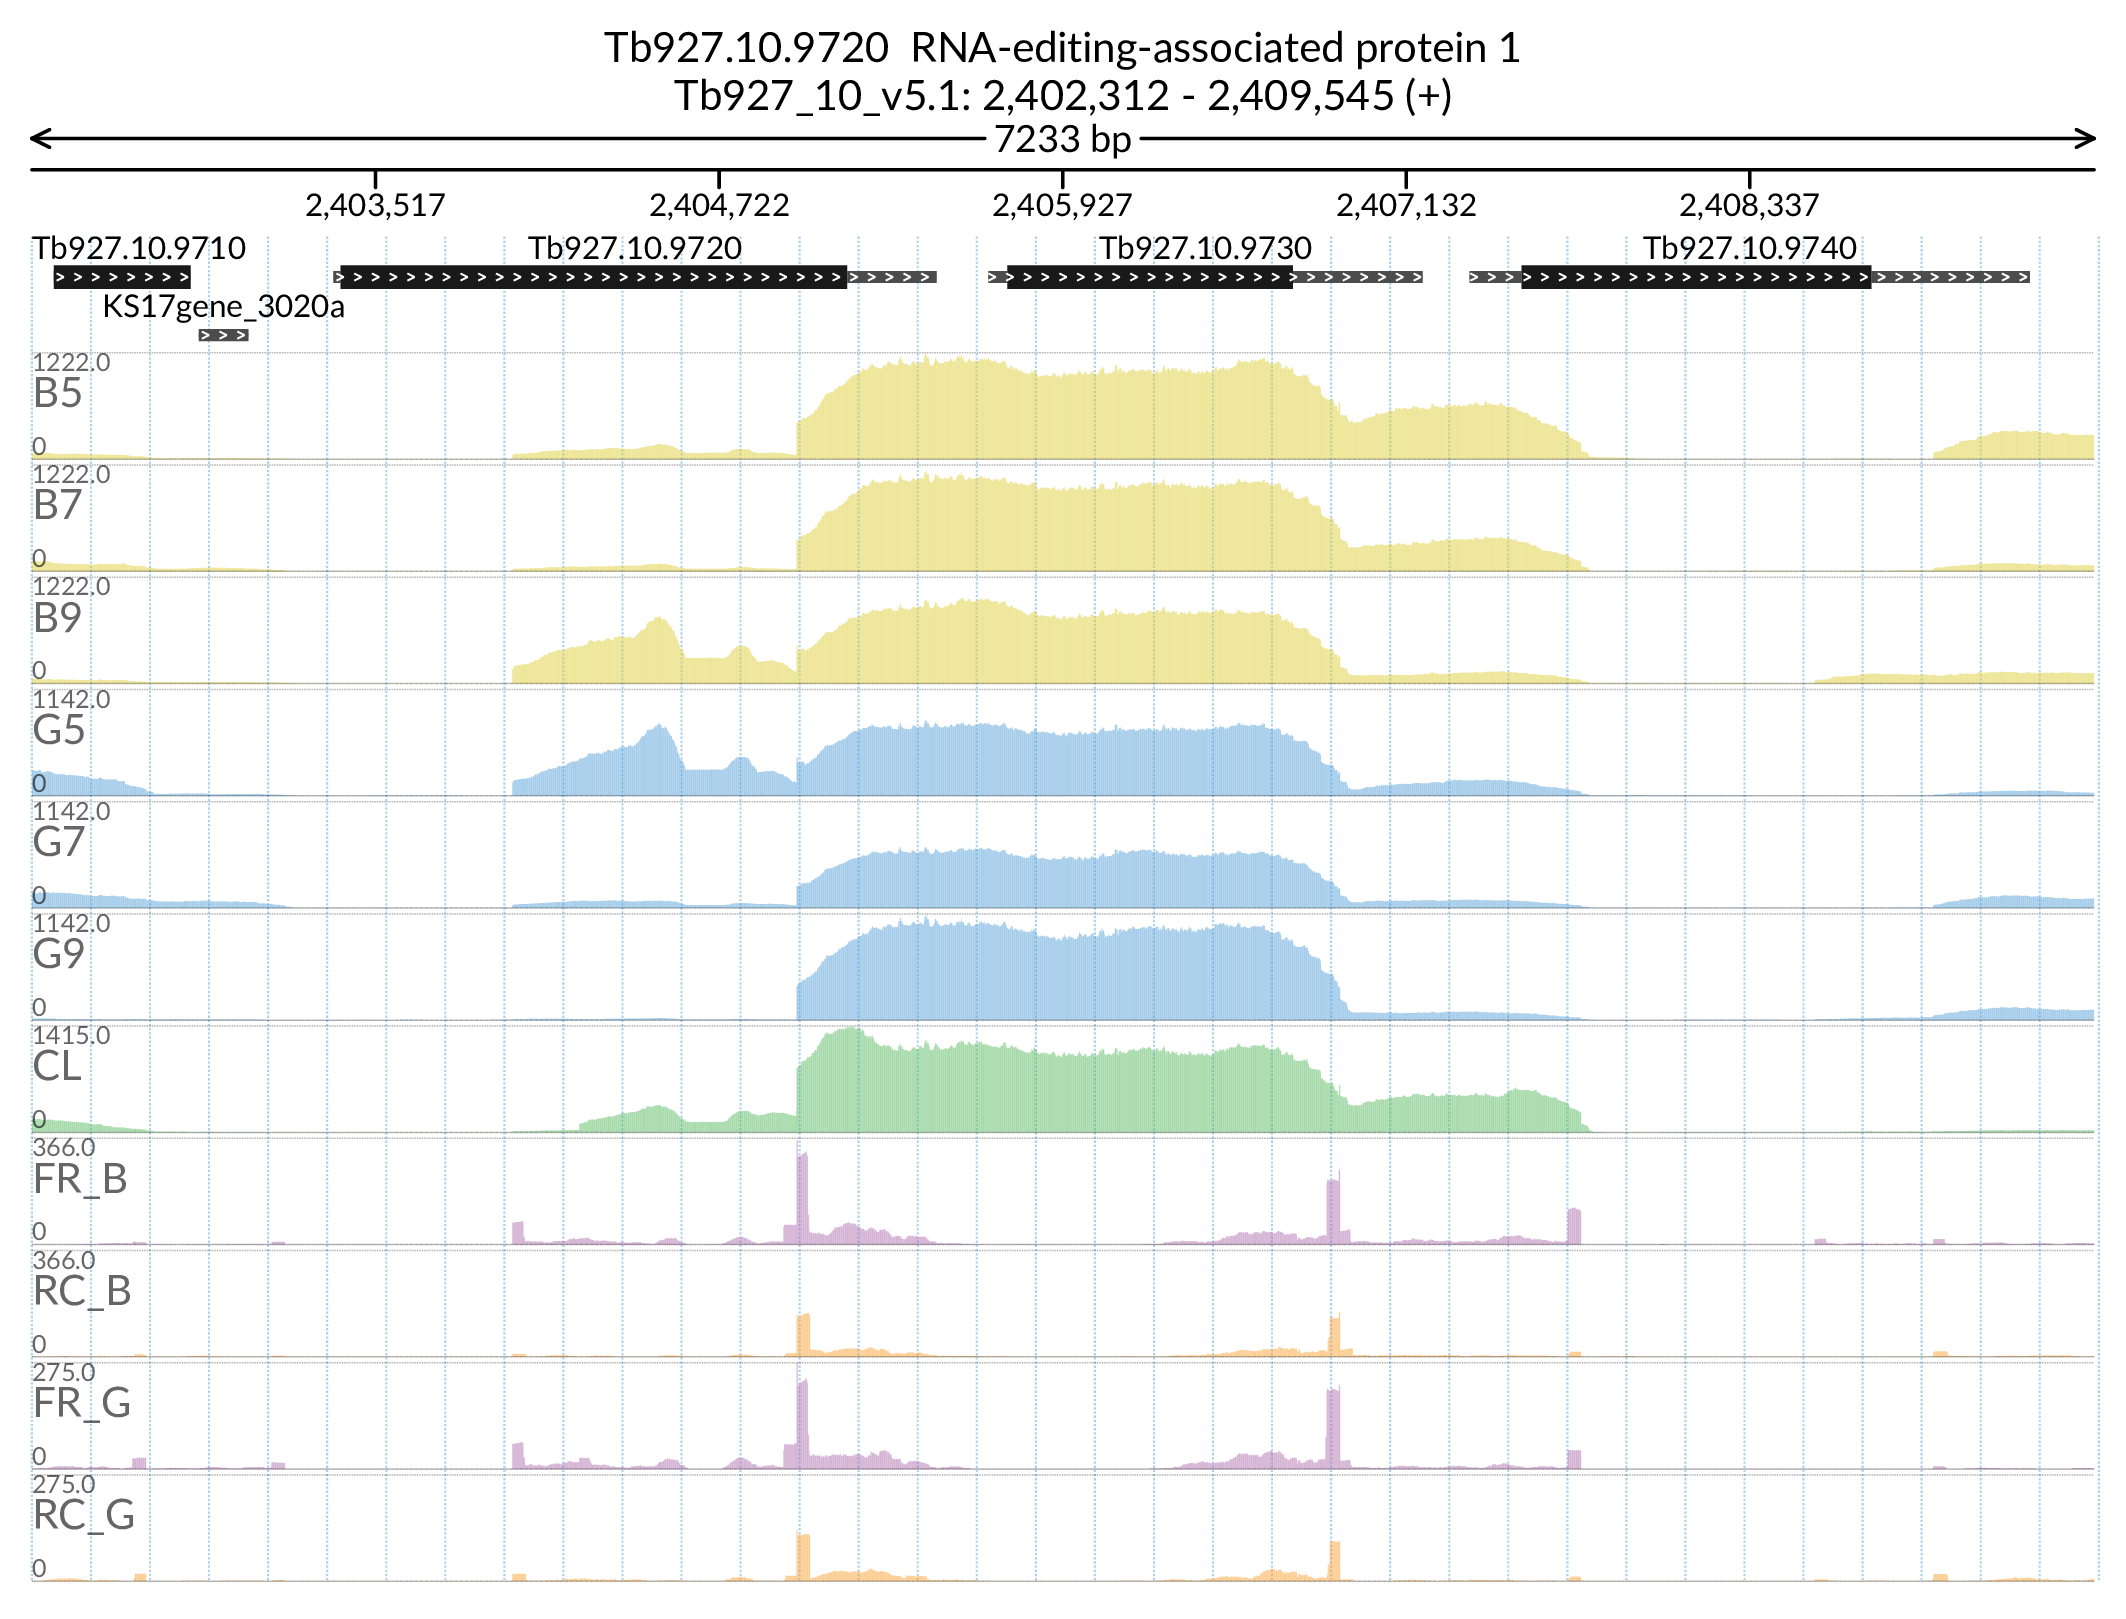 Tb927.10.9720  RNA-editing-associated protein 1
Tb927_10_v5.1: 2,402,312 - 2,409,545 (+)
7233 bp
2,403,517 2,404,722 2,405,927 2,407,132 2,408,337
Tb927.10.9710 Tb927.10.9720 Tb927.10.9730 Tb927.10.9740
KS17gene_3020a
1222.0
B5
0
1222.0
B7
0
1222.0
B9
0
1142.0
G5
0
1142.0
G7
0
1142.0
G9
0
1415.0
CL
0
366.0
FR_B
0
366.0
RC_B
0
275.0
FR_G
0
275.0
RC_G
0